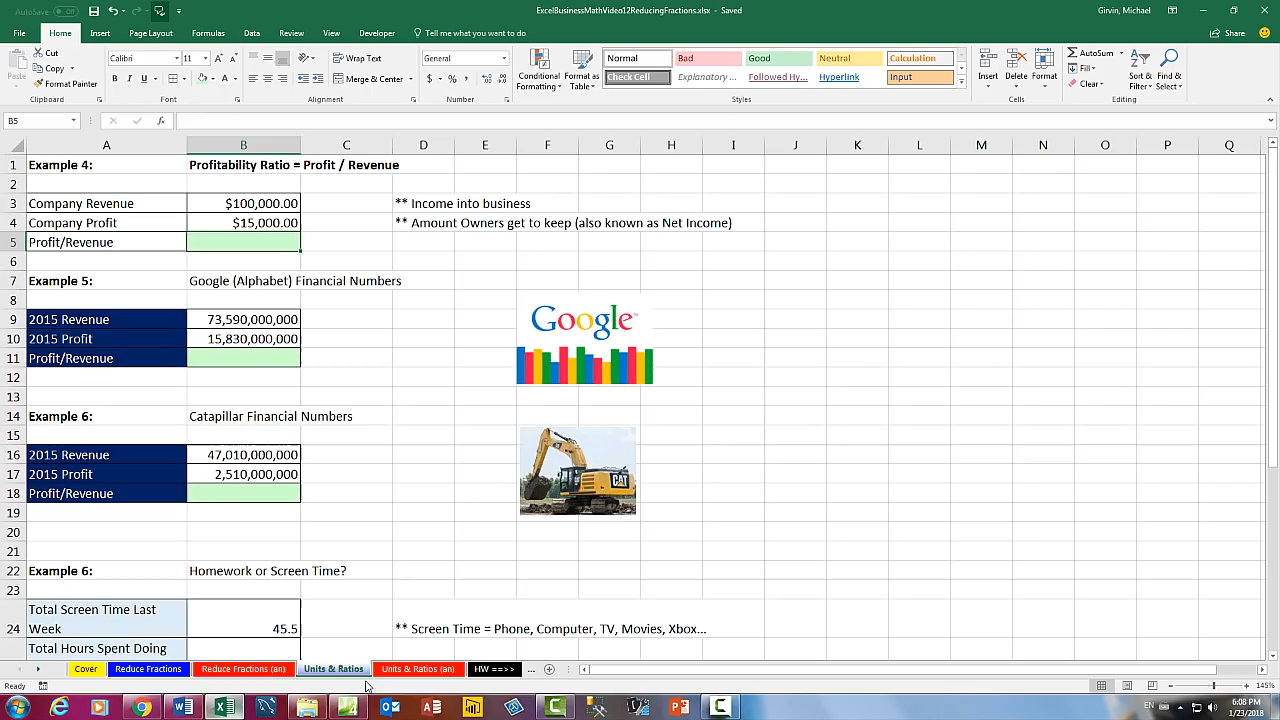 AutoSave Off
ExcelBusinessMathVideo12ReducingFractions.xlsx - Saved
Girvin, Michael
File Home Insert Page Layout Formulas Data Review View Developer Tell me what you want to do Share
Cut
Copy
Format Painter
Paste
Clipboard
Calibri 11
B I U
Font
Wrap Text
Merge & Center
Alignment
General
$ % ,
Number
Conditional Formatting
Format as Table
Normal Bad Good Neutral Calculation
Check Cell Explanatory ... Followed Hy... Hyperlink Input
Styles
Insert Delete Format
Cells
AutoSum
Fill
Clear
Sort & Filter
Find & Select
Editing
B5
fx
A B C D E F G H I J K L M N O P Q
1 Example 4: Profitability Ratio = Profit / Revenue
2
3 Company Revenue $100,000.00 ** Income into business
4 Company Profit $15,000.00 ** Amount Owners get to keep (also known as Net Income)
5 Profit/Revenue
6
7 Example 5: Google (Alphabet) Financial Numbers
8
9 2015 Revenue 73,590,000,000
Google
10 2015 Profit 15,830,000,000
11 Profit/Revenue
12
13
14 Example 6: Catapillar Financial Numbers
15
16 2015 Revenue 47,010,000,000
17 2015 Profit 2,510,000,000
CAT
18 Profit/Revenue
19
20
21
22 Example 6: Homework or Screen Time?
23
Total Screen Time Last
24 Week 45.5 ** Screen Time = Phone, Computer, TV, Movies, Xbox...
Total Hours Spent Doing
Cover Reduce Fractions Reduce Fractions (an) Units & Ratios Units & Ratios (an) HW ==>> ...
Ready
145%
6:08 PM
1/23/2018